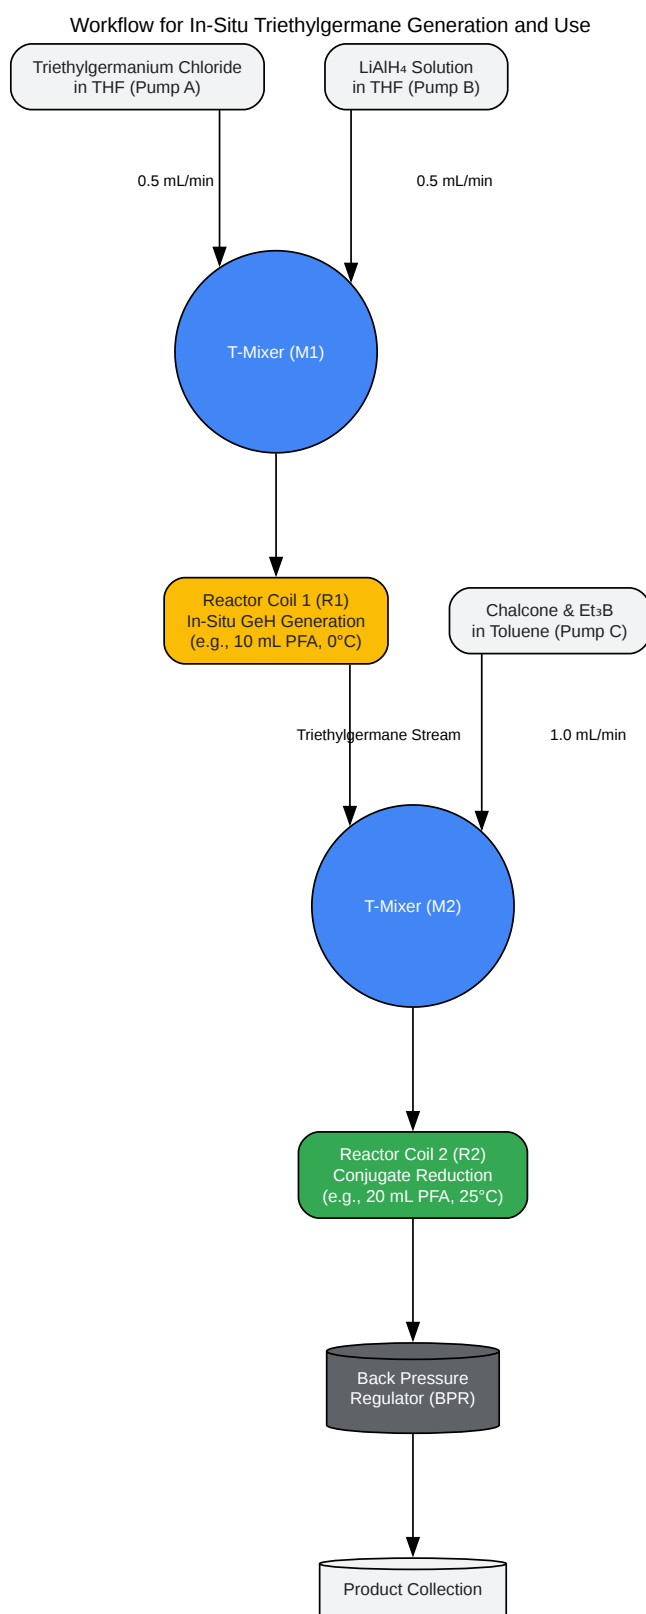 Workflow for In-Situ Triethylgermane Generation and Use
Triethylgermanium Chloride
in THF (Pump A)
LiAlH₄ Solution
in THF (Pump B)
0.5 mL/min
0.5 mL/min
T-Mixer (M1)
Reactor Coil 1 (R1)
In-Situ GeH Generation
(e.g., 10 mL PFA, 0°C)
Chalcone & Et₃B
in Toluene (Pump C)
Triethylgermane Stream
1.0 mL/min
T-Mixer (M2)
Reactor Coil 2 (R2)
Conjugate Reduction
(e.g., 20 mL PFA, 25°C)
Back Pressure
Regulator (BPR)
Product Collection